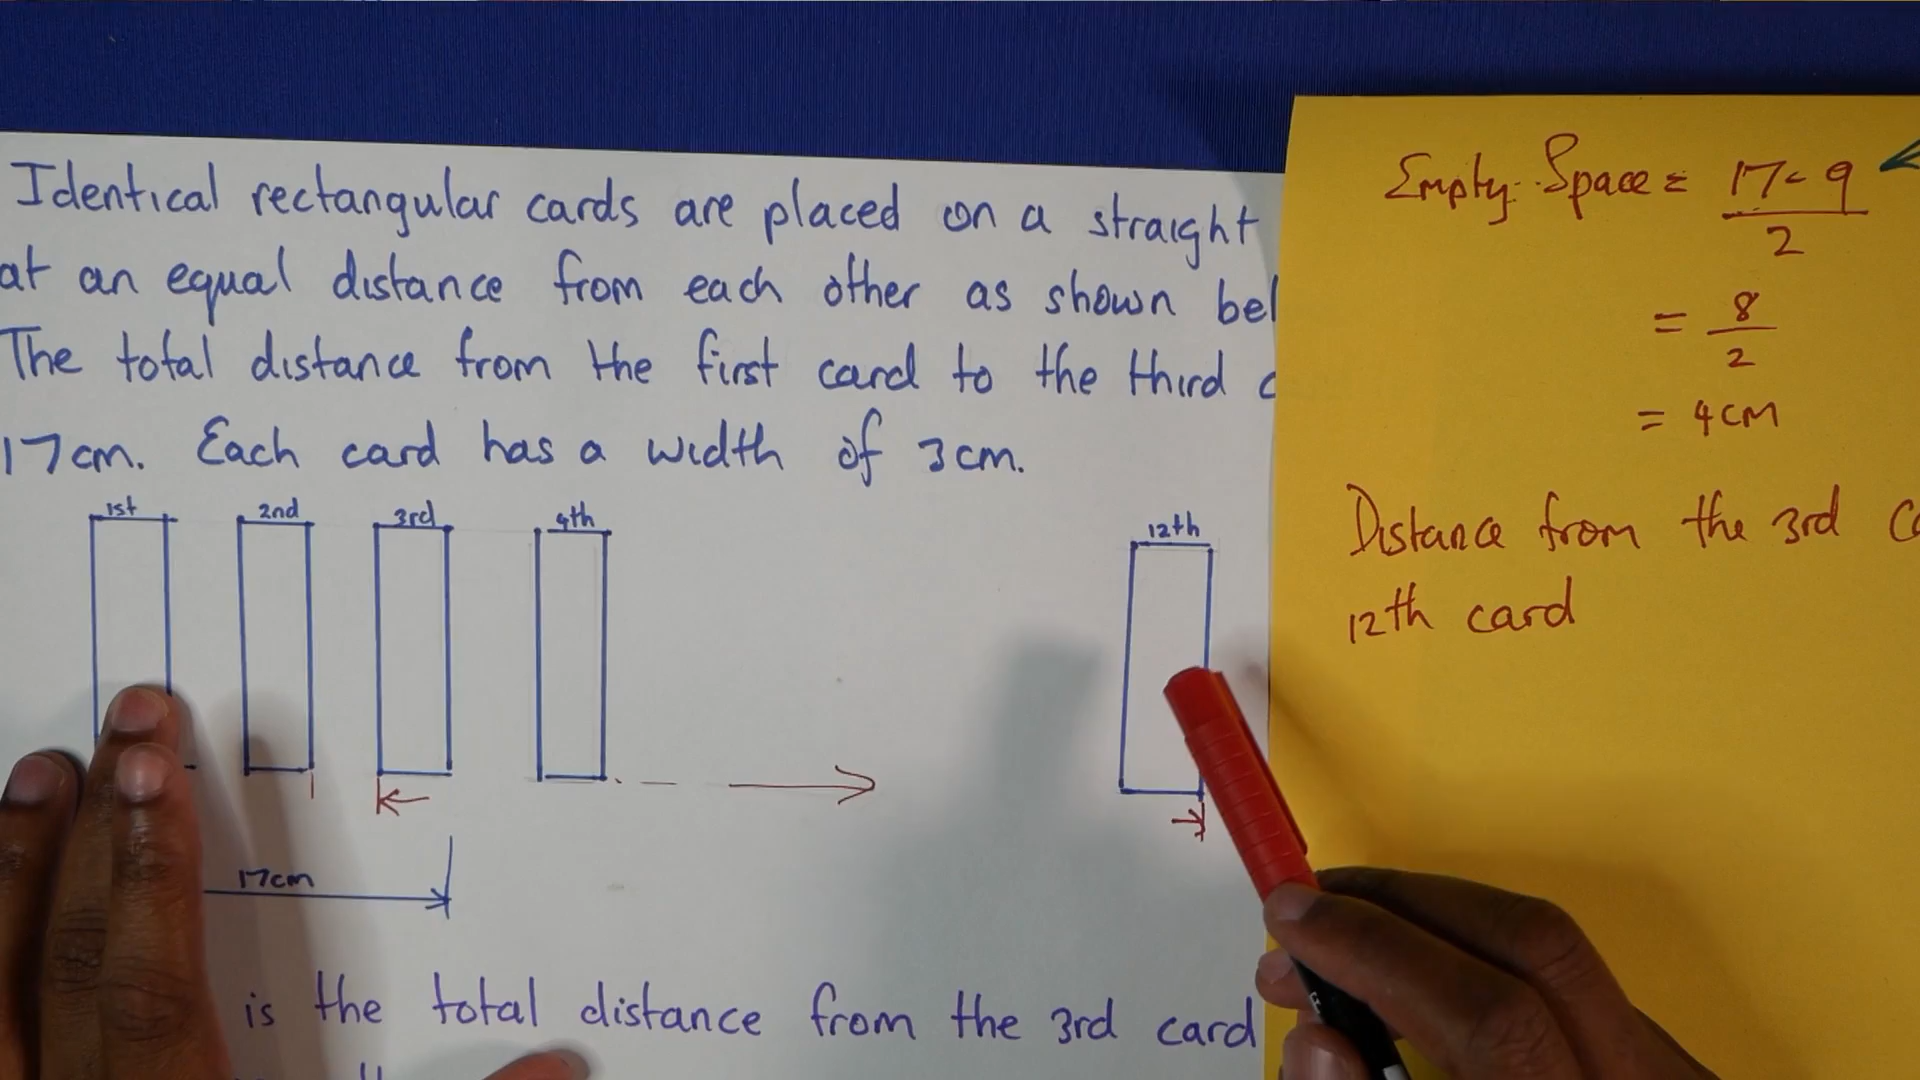 Identical rectangular cards are placed on a straight
at an equal distance from each other as shown bel
The total distance from the first card to the third c
17cm. Each card has a width of 3cm.
1st 2nd 3rd 4th 12th
17cm
is the total distance from the 3rd card
Empty Space = 17 - 9
2
= 8
2
= 4cm
Distance from the 3rd Ca
12th card